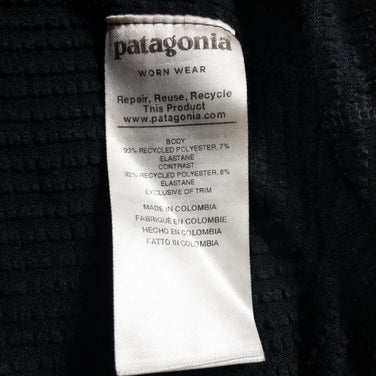 patagonia
WORN WEAR
Repair, Reuse, Recycle
This Product
www.patagonia.com
BODY:
93% RECYCLED POLYESTER, 7%
ELASTANE
CONTRAST:
92% RECYCLED POLYESTER, 8%
ELASTANE
EXCLUSIVE OF TRIM
MADE IN COLOMBIA
FABRIQUÉ EN COLOMBIE
HECHO EN COLOMBIA
FATTO IN COLOMBIA